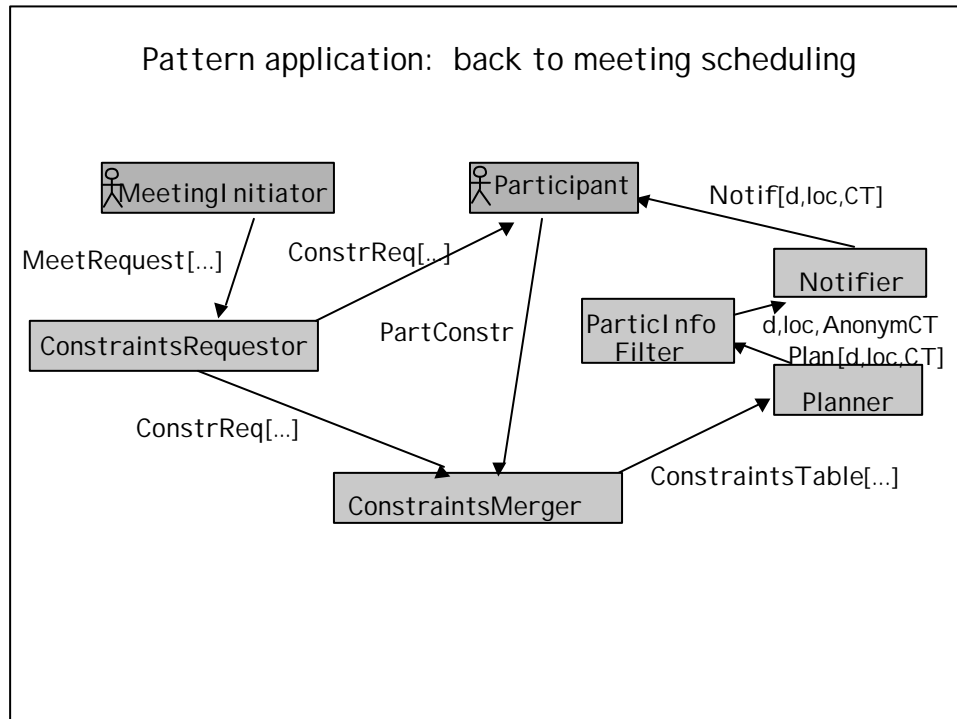 Pattern application: back to meeting scheduling
MeetingInitiator
Participant
Notif[d,loc,CT]
MeetRequest[...]
ConstrReq[...]
Notifier
ParticInfo
Filter
d,loc,AnonymCT
ConstraintsRequestor
PartConstr
Plan[d,loc,CT]
Planner
ConstrReq[...]
ConstraintsTable[...]
ConstraintsMerger